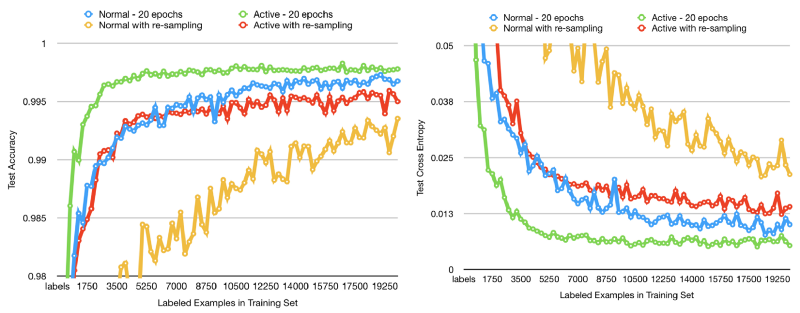 Normal - 20 epochs Active - 20 epochs
Normal with re-sampling Active with re-sampling
1
0.995
0.99
0.985
0.98
Test Accuracy
labels 1750 3500 5250 7000 8750 10500 12250 14000 15750 17500 19250
Labeled Examples in Training Set
Normal - 20 epochs Active - 20 epochs
Normal with re-sampling Active with re-sampling
0.05
0.038
0.025
0.013
0
Test Cross Entropy
labels 1750 3500 5250 7000 8750 10500 12250 14000 15750 17500 19250
Labeled Examples in Training Set